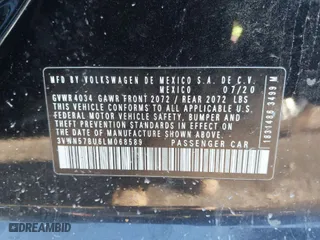 MFD BY VOLKSWAGEN DE MEXICO S.A. DE C.V.
MEXICO 07/20
GVWR 4034 GAWR FRONT 2072 / REAR 2072 LBS
THIS VEHICLE CONFORMS TO ALL APPLICABLE U.S.
FEDERAL MOTOR VEHICLE SAFETY, BUMPER, AND
THEFT PREVENTION STANDARDS IN EFFECT ON THE
DATE OF MANUFACTURE SHOWN ABOVE.
3VWN57BU6LM068589 PASSENGER CAR
3499 M